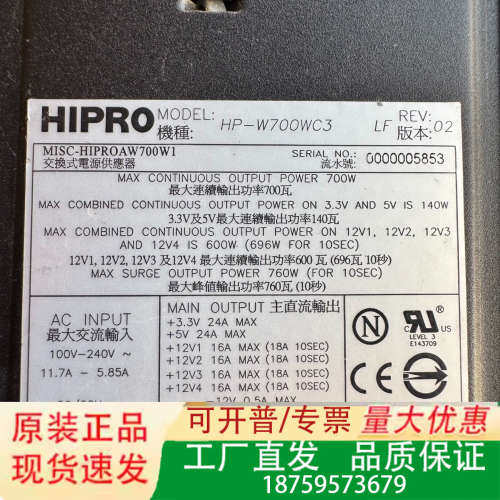 HIPRO MODEL: HP-W700WC3 LF REV: 02
機種: 版本:
MISC-HIPROAW700W1 SERIAL NO.: 0000005853
交換式電源供應器 流水號:
MAX CONTINUOUS OUTPUT POWER 700W
最大連續輸出功率700瓦
MAX COMBINED CONTINUOUS OUTPUT POWER ON 3.3V AND 5V IS 140W
3.3V及5V最大連續輸出功率140瓦
MAX COMBINED CONTINUOUS OUTPUT POWER ON 12V1, 12V2, 12V3
AND 12V4 IS 600W (696W FOR 10SEC)
12V1, 12V2, 12V3 及12V4 最大連續輸出功率600 瓦 (696瓦 10秒)
MAX SURGE OUTPUT POWER 760W (FOR 10SEC)
最大峰值輸出功率760瓦 (10秒)
AC INPUT
最大交流輸入
100V-240V ~
11.7A - 5.85A
MAIN OUTPUT 主直流輸出
+3.3V 24A MAX
+5V 24A MAX
+12V1 16A MAX (18A 10SEC)
+12V2 16A MAX (18A 10SEC)
+12V3 16A MAX (18A 10SEC)
+12V4 16A MAX (18A 10SEC)
-12V 0.5A MAX
N
c RU US
LEVEL 3
E143709
CE
原装正品
现货速发
可开普/专票 量大优惠
工厂直发 品质保证
18759573679